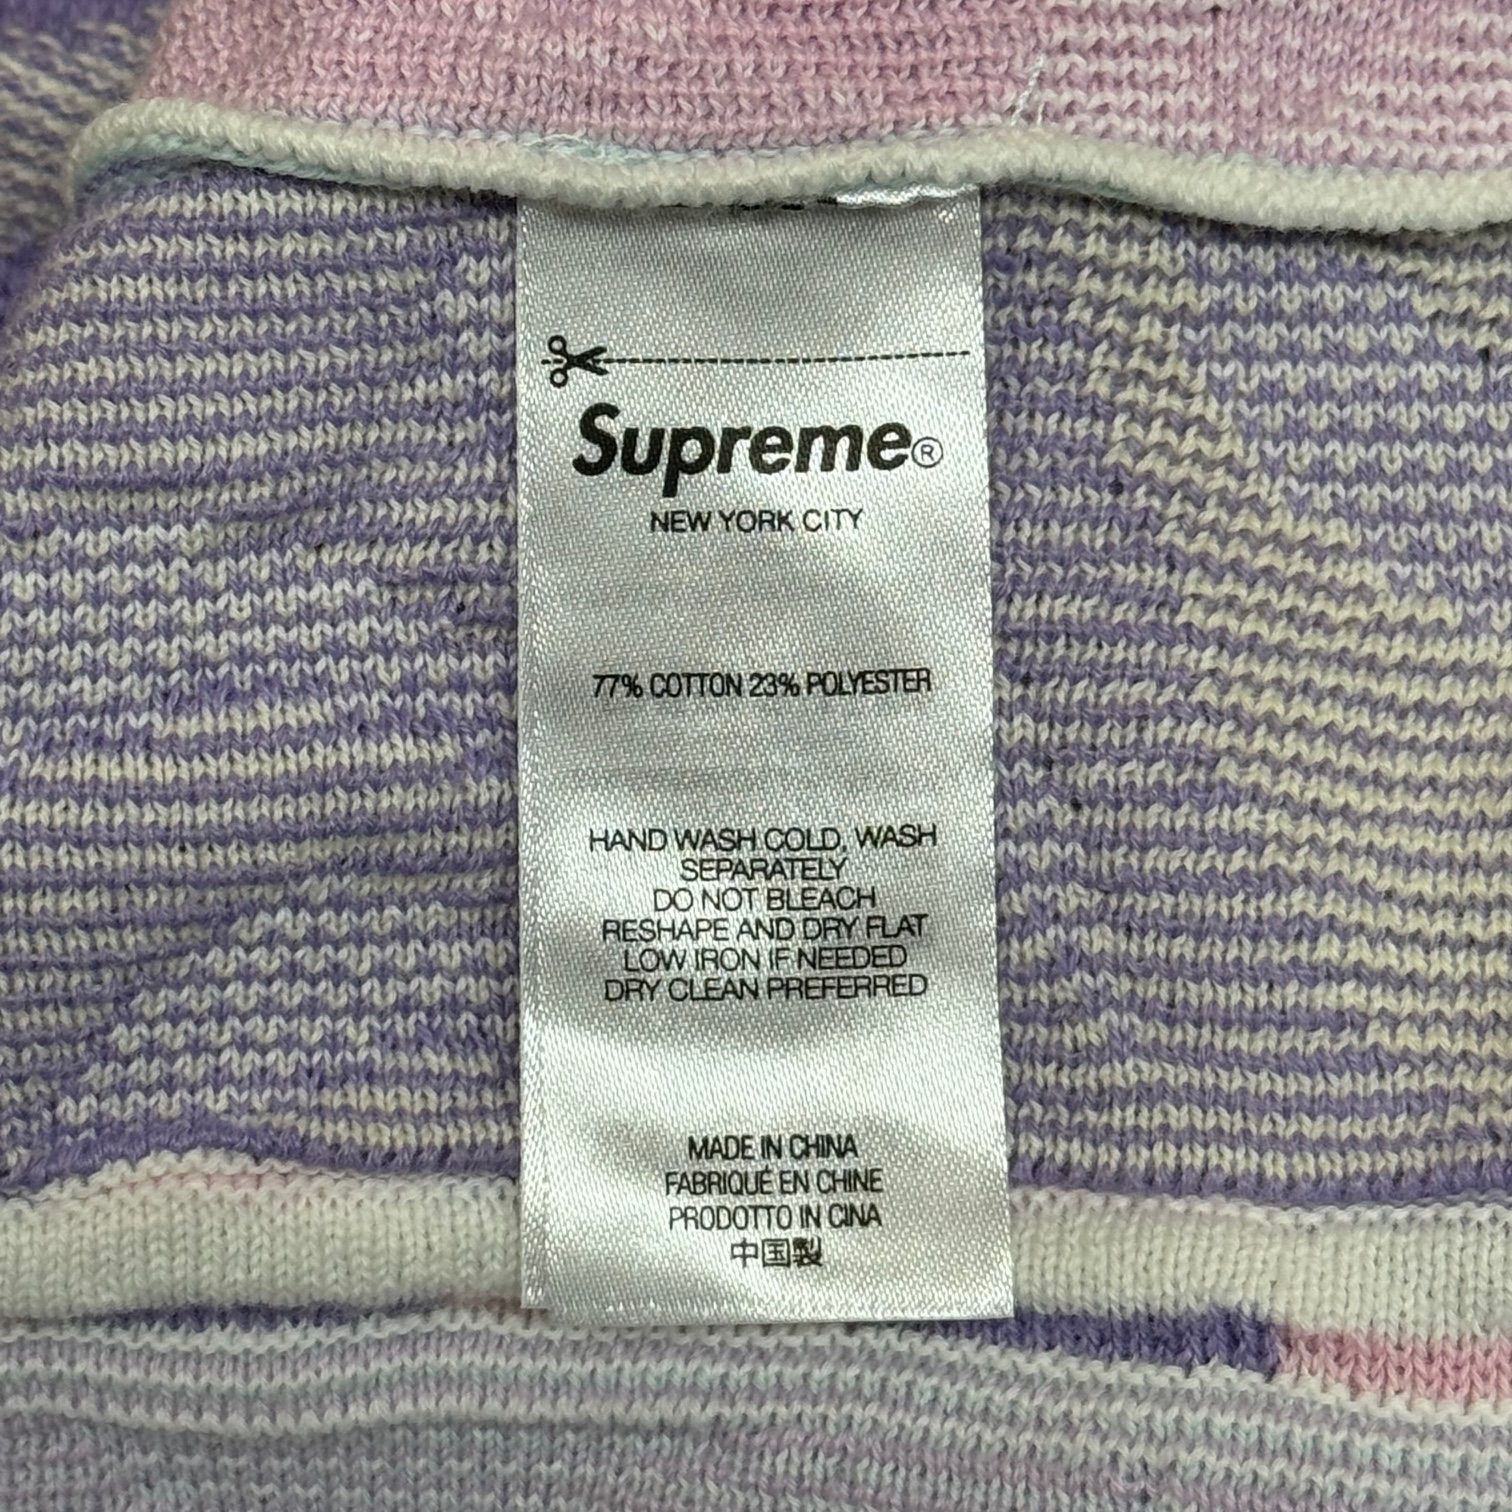 Supreme®
NEW YORK CITY
77% COTTON 23% POLYESTER
HAND WASH COLD, WASH
SEPARATELY
DO NOT BLEACH
RESHAPE AND DRY FLAT
LOW IRON IF NEEDED
DRY CLEAN PREFERRED
MADE IN CHINA
FABRIQUÉ EN CHINE
PRODOTTO IN CINA
中国製